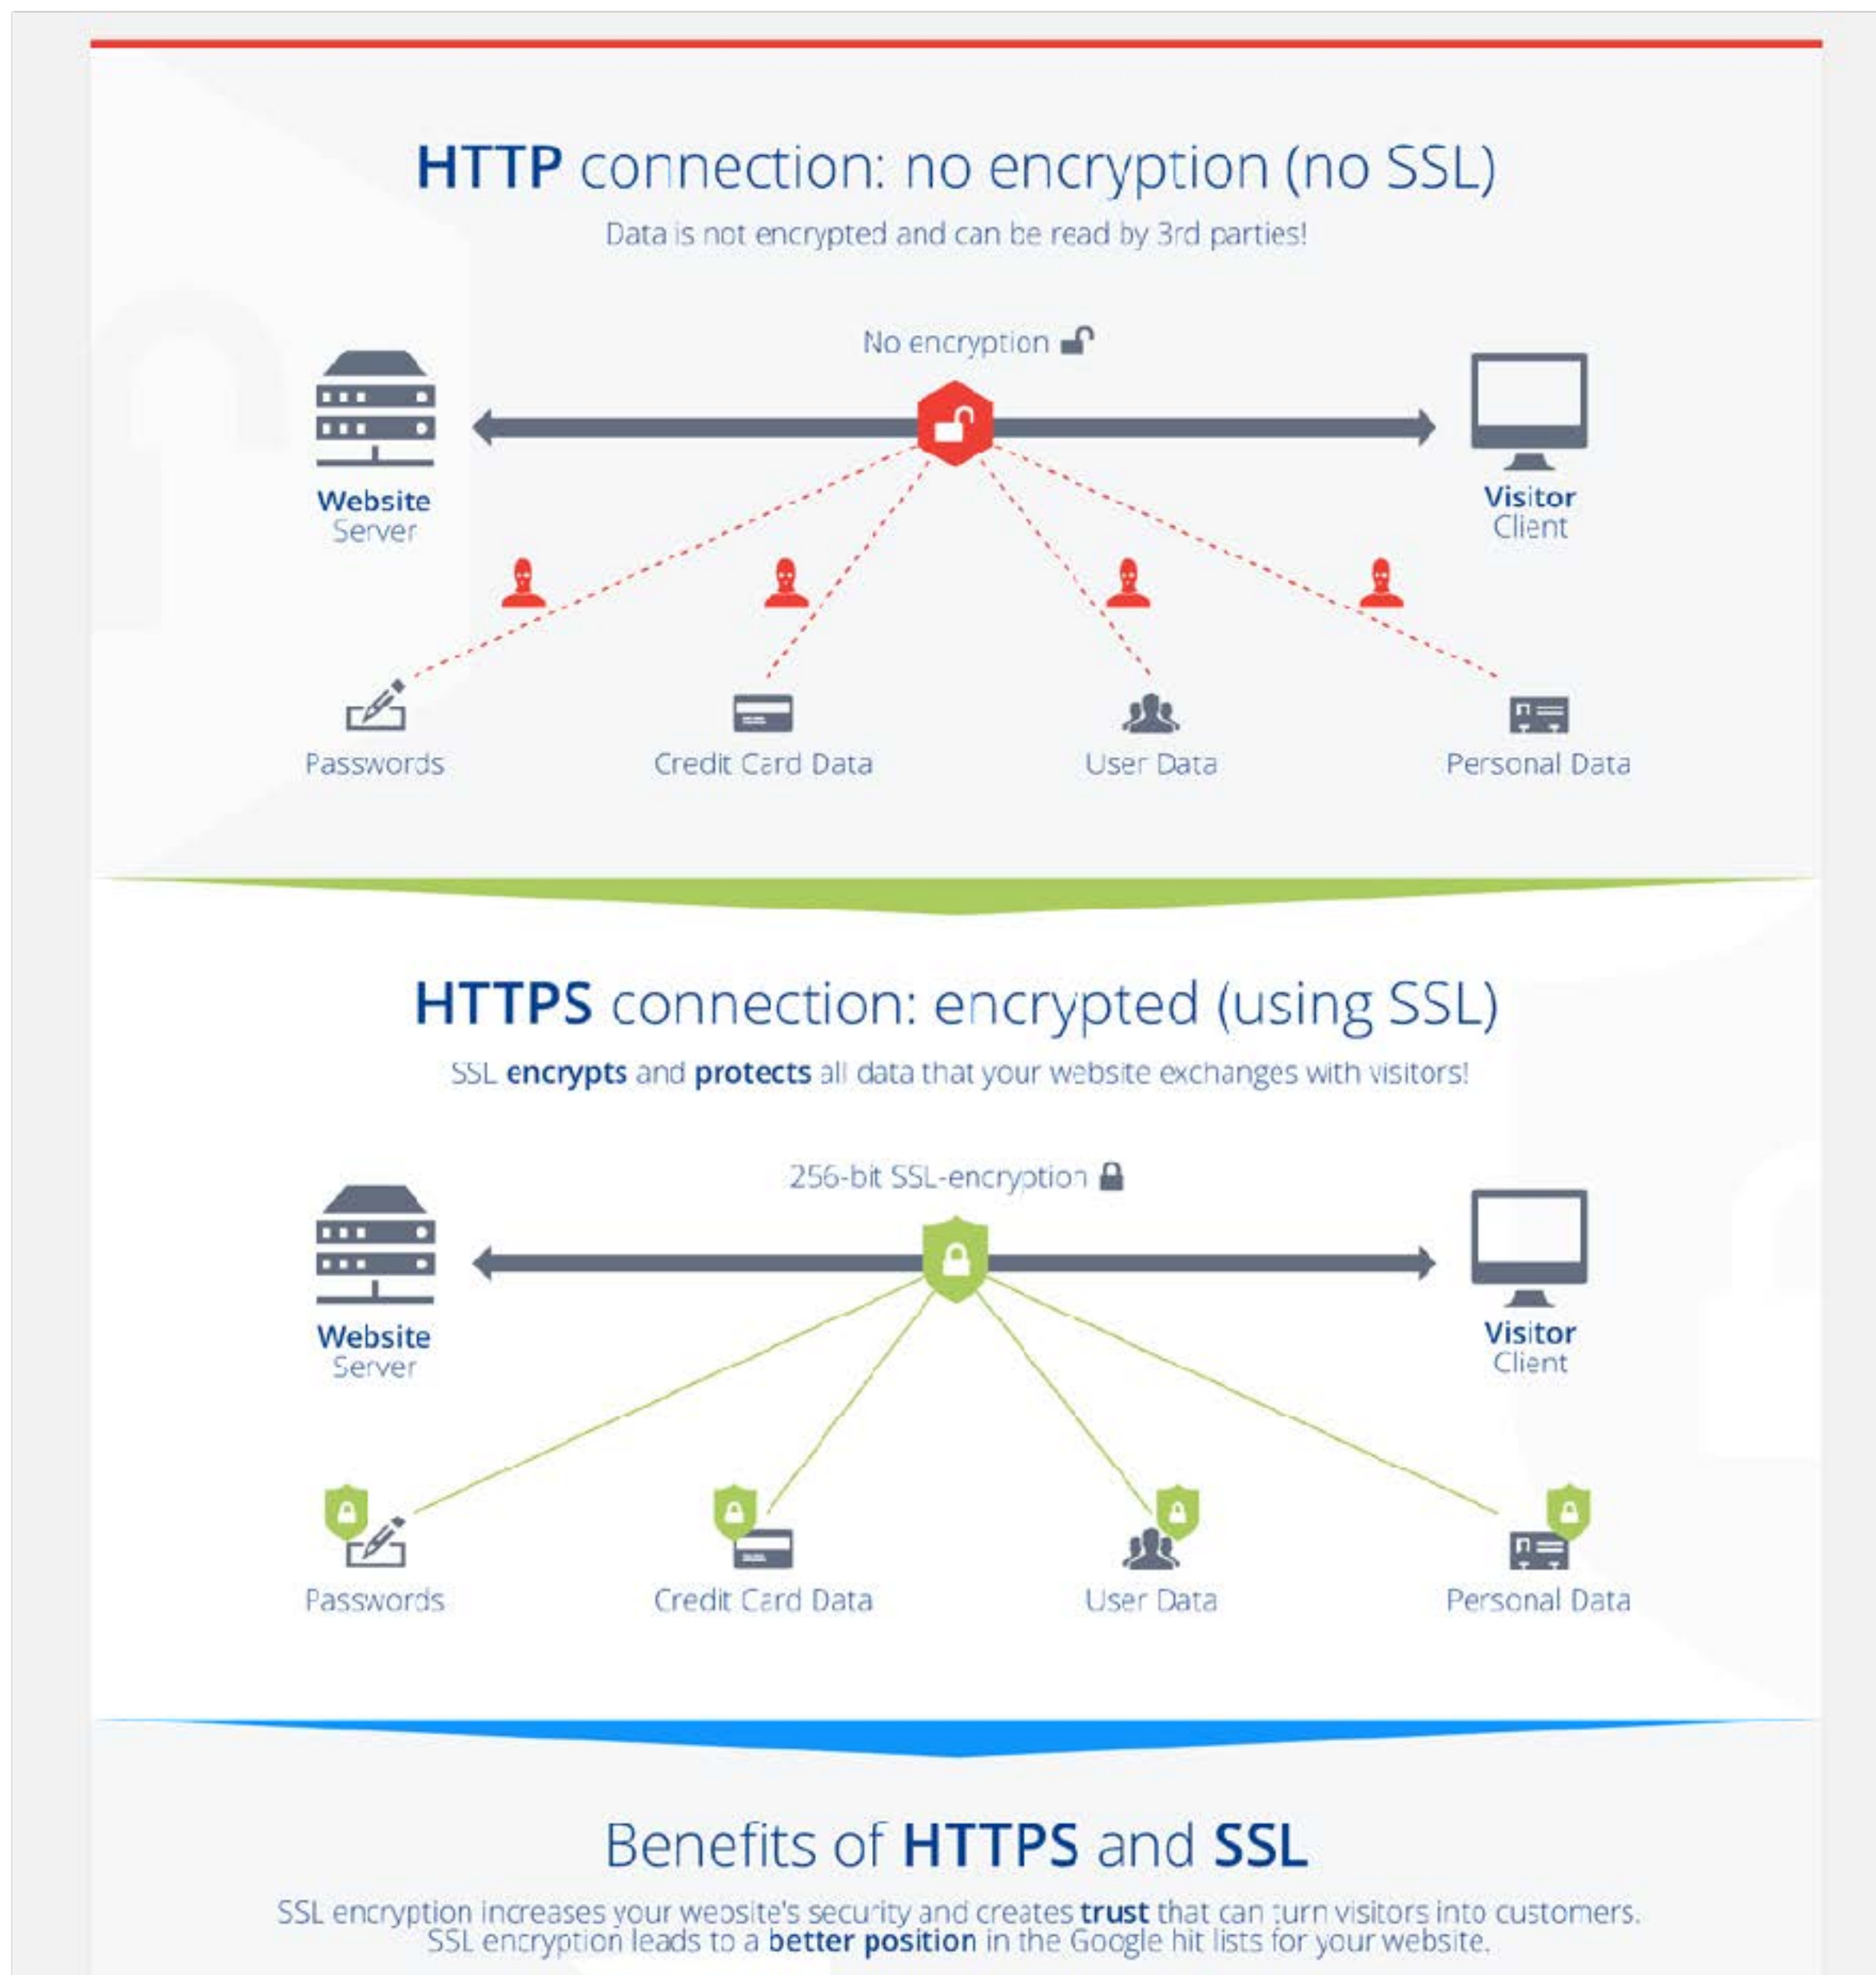 HTTP connection: no encryption (no SSL)
Data is not encrypted and can be read by 3rd parties!
No encryption
Website
Server
Visitor
Client
Passwords
Credit Card Data
User Data
Personal Data
HTTPS connection: encrypted (using SSL)
SSL encrypts and protects all data that your website exchanges with visitors!
256-bit SSL-encryption
Website
Server
Visitor
Client
Passwords
Credit Card Data
User Data
Personal Data
Benefits of HTTPS and SSL
SSL encryption increases your website's security and creates trust that can turn visitors into customers.
SSL encryption leads to a better position in the Google hit lists for your website.